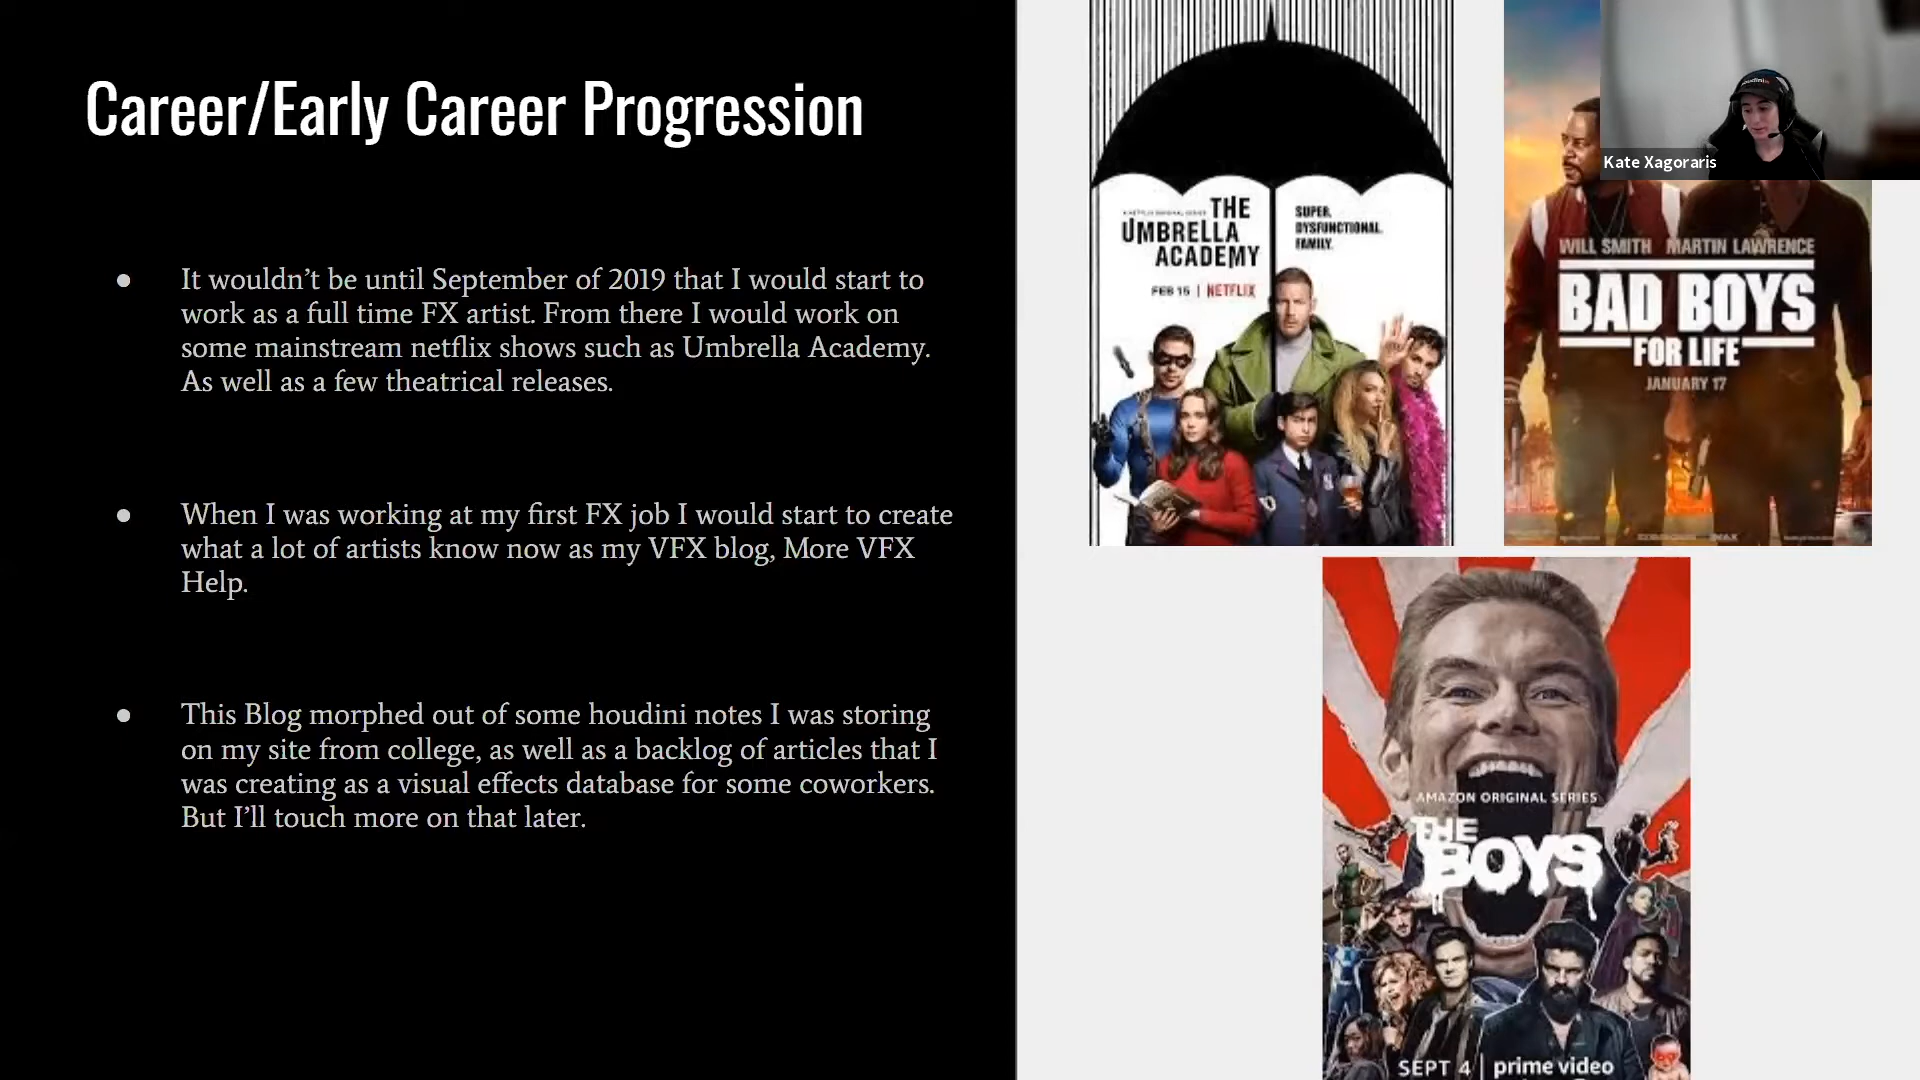 Career/Early Career Progression
● It wouldn’t be until September of 2019 that I would start to
work as a full time FX artist. From there I would work on
some mainstream netflix shows such as Umbrella Academy.
As well as a few theatrical releases.
● When I was working at my first FX job I would start to create
what a lot of artists know now as my VFX blog, More VFX
Help.
● This Blog morphed out of some houdini notes I was storing
on my site from college, as well as a backlog of articles that I
was creating as a visual effects database for some coworkers.
But I’ll touch more on that later.
A NETFLIX ORIGINAL SERIES
THE
UMBRELLA
ACADEMY
FEB 15 | NETFLIX
SUPER.
DYSFUNCTIONAL.
FAMILY.
Kate Xagoraris
WILL SMITH MARTIN LAWRENCE
BAD BOYS
FOR LIFE
JANUARY 17
AMAZON ORIGINAL SERIES
THE
BOYS
SEPT 4 | prime video